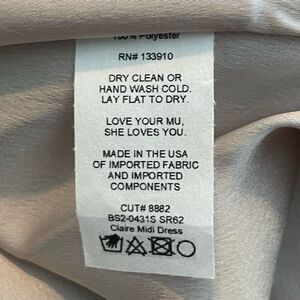 100% Polyester
RN# 133910
DRY CLEAN OR
HAND WASH COLD.
LAY FLAT TO DRY.
LOVE YOUR MU,
SHE LOVES YOU.
MADE IN THE USA
OF IMPORTED FABRIC
AND IMPORTED
COMPONENTS
CUT# 8882
BS2-0431S SR62
Claire Midi Dress